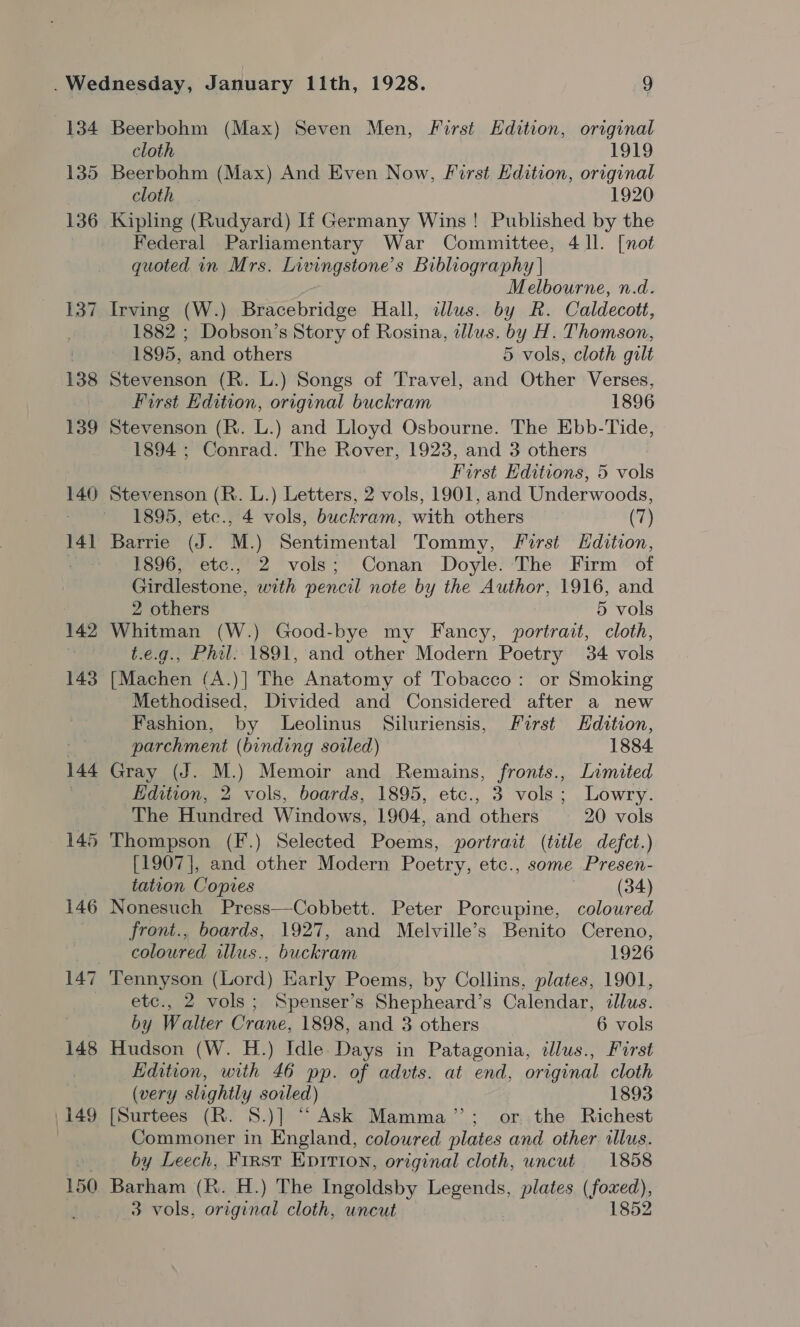 Wednesday, January 11th, 1928. 9
134 Beerbohm (Max) Seven Men, First Edition, original
cloth 1919
135 Beerbohm (Max) And Even Now, First Edition, original
cloth 1920
136 Kipling (Rudyard) If Germany Wins! Published by the
Federal Parliamentary War Committee, 4 ll. [not
quoted in Mrs. Livingstone's Bibliography]
Melbourne, n.d.
137 Irving (W.) Bracebridge Hall, illus. by R. Caldecott,
1882; Dobson's Story of Rosina, illus. by H. Thomson,
1895, and others 5 vols, cloth gilt
138 Stevenson (R. L.) Songs of Travel, and Other Verses,
First Edition, original buckram 1896
139 Stevenson (R. L.) and Lloyd Osbourne. The Ebb-Tide,
1894; Conrad. The Rover, 1923, and 3 others
First Editions, 5 vols
140 Stevenson (R. L.) Letters, 2 vols, 1901, and Underwoods,
1895, etc., 4 vols, buckram, with others (7)
141 Barrie (J. M.) Sentimental Tommy, First Edition,
1896, etc., 2 vols; Conan Doyle. The Firm of
Girdlestone, with pencil note by the Author, 1916, and
2 others 5 vols
142 Whitman (W.) Good-bye my Fancy, portrait, cloth,
t.e.g., Phil. 1891, and other Modern Poetry 34 vols
143 [Machen (A.)] The Anatomy of Tobacco: or Smoking
Methodised, Divided and Considered after a new
Fashion, by Leolinus Siluriensis, First Edition,
parchment (binding soiled) 1884
144 Gray (J. M.) Memoir and Remains, fronts., Limited
Edition, 2 vols, boards, 1895, etc., 3 vols; Lowry.
The Hundred Windows, 1904, and others 20 vols
145 Thompson (F.) Selected Poems, portrait (title defct.)
[1907], and other Modern Poetry, etc., some Presen-
tation Copies (34)
146 Nonesuch Press—Cobbett. Peter Porcupine, coloured
front., boards, 1927, and Melville's Benito Cereno,
coloured illus., buckram 1926
147 Tennyson (Lord) Early Poems, by Collins, plates, 1901,
etc., 2 vols; Spenser's Shepheard's Calendar, illus.
by Walter Crane, 1898, and 3 others 6 vols
148 Hudson (W. H.) Idle Days in Patagonia, illus., First
Edition, with 46 pp. of advts. at end, original cloth
(very slightly soiled) 1893
149 [Surtees (R. S.)] "Ask Mamma"; or the Richest
Commoner in England, coloured plates and other illus.
by Leech, First Edition, original cloth, uncut 1858
150 Barham (R. H.) The Ingoldsby Legends, plates (foxed),
3 vols, original cloth, uncut 1852